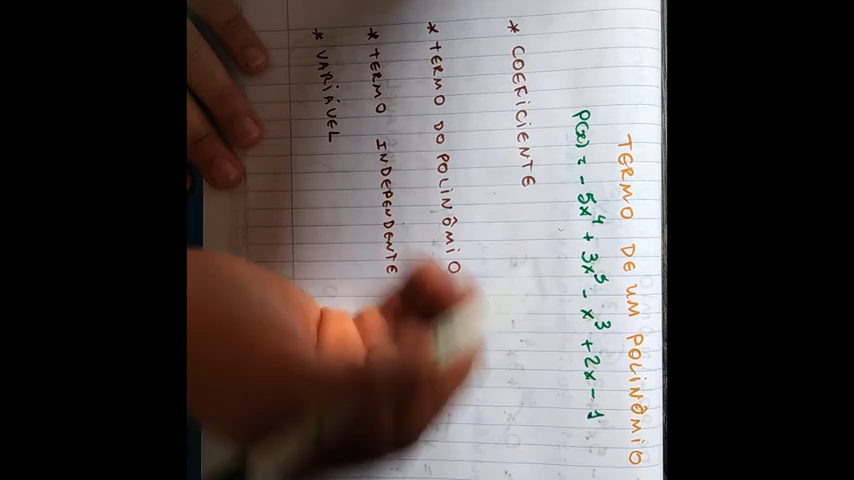 TERMO DE UM POLINÔMIO
P(x) = - 5x⁴ + 3x⁵ - x³ + 2x - 1
* COEFICIENTE
* TERMO DO POLINÔMIO
* TERMO INDEPENDENTE
* VARIÁVEL